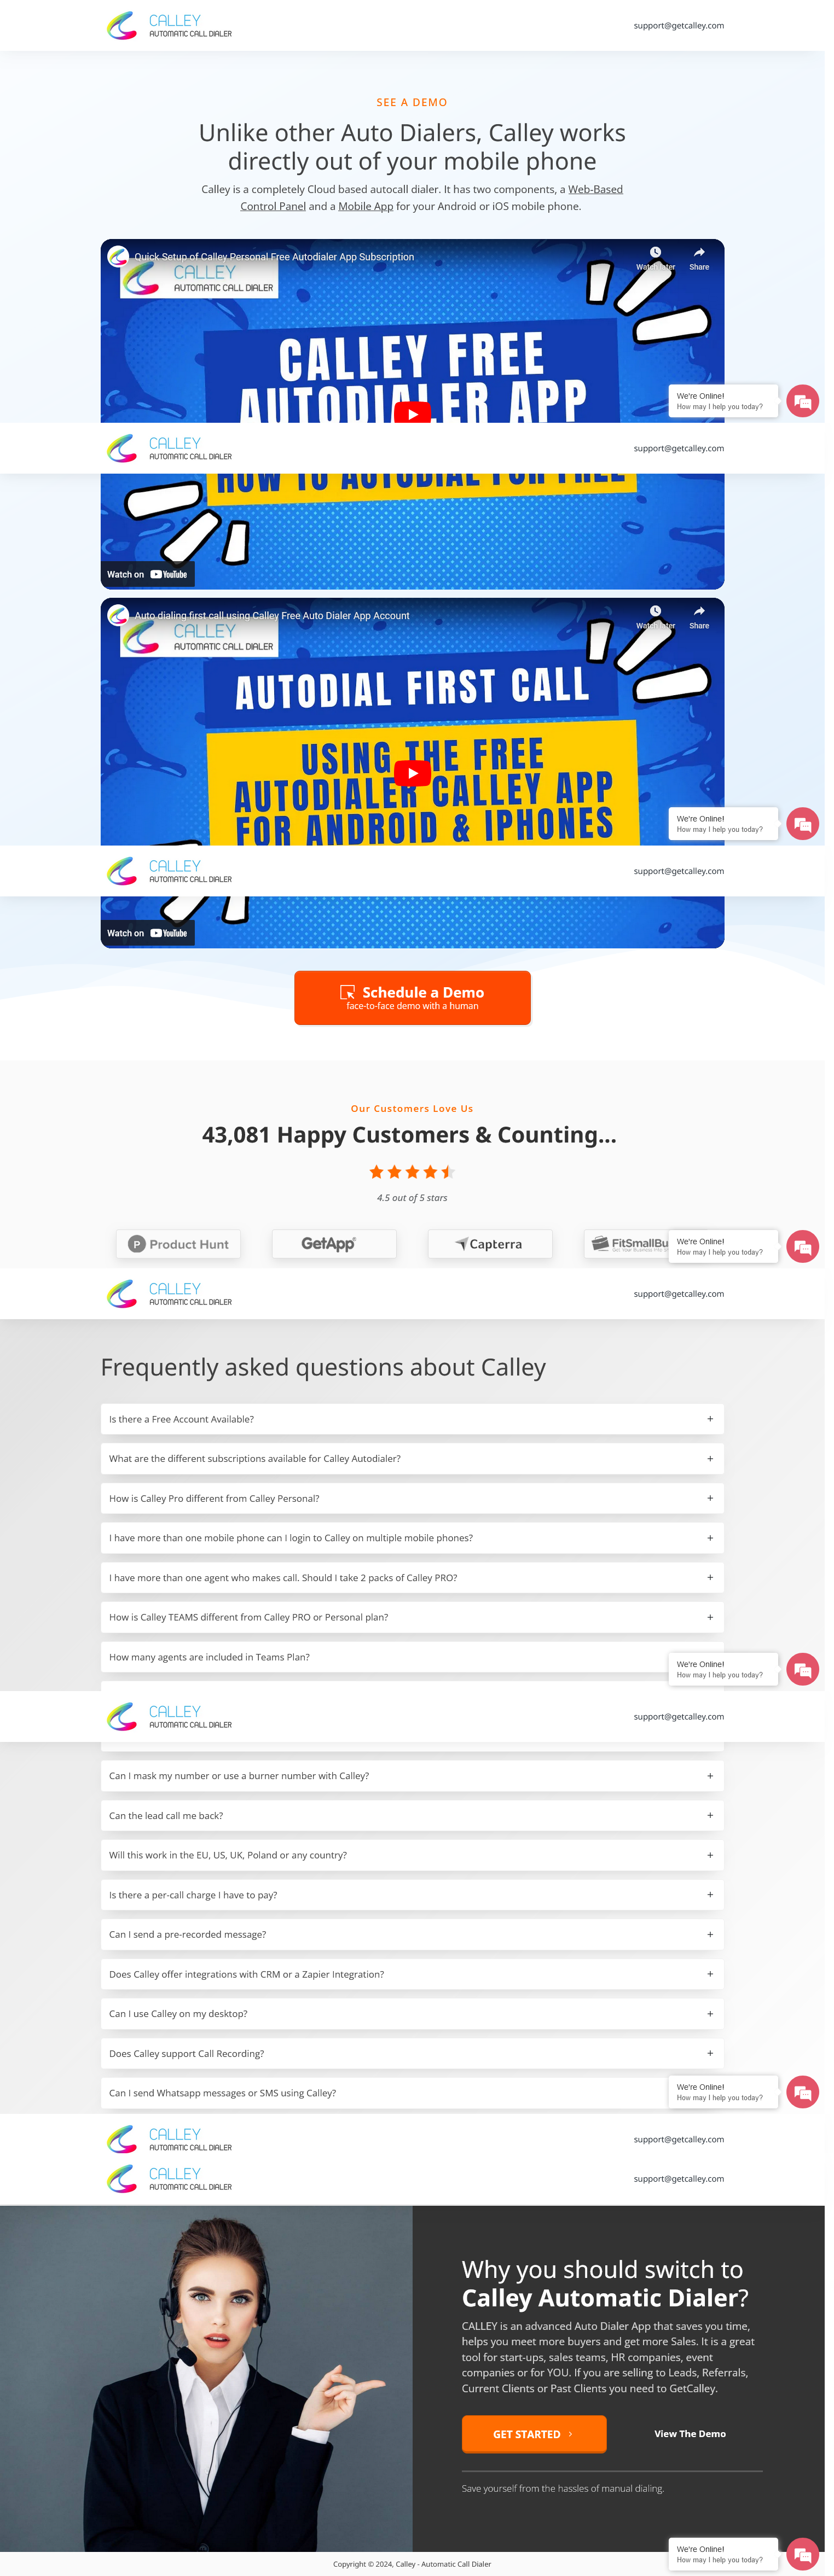 CALLEY
AUTOMATIC CALL DIALER
support@getcalley.com
SEE A DEMO
Unlike other Auto Dialers, Calley works
directly out of your mobile phone
Calley is a completely Cloud based autocall dialer. It has two components, a Web-Based
Control Panel and a Mobile App for your Android or iOS mobile phone.
Quick Setup of Calley Personal Free Autodialer App Subscription
Watch later
Share
CALLEY
AUTOMATIC CALL DIALER
CALLEY FREE
AUTODIALER APP
We're Online!
How may I help you today?
CALLEY
AUTOMATIC CALL DIALER
support@getcalley.com
HOW TO AUTODIAL FOR FREE
Watch on YouTube
Auto dialing first call using Calley Free Auto Dialer App Account
Watch later
Share
CALLEY
AUTOMATIC CALL DIALER
AUTODIAL FIRST CALL
USING THE FREE
AUTODIALER CALLEY APP
FOR ANDROID & IPHONES
We're Online!
How may I help you today?
CALLEY
AUTOMATIC CALL DIALER
support@getcalley.com
Watch on YouTube
Schedule a Demo
face-to-face demo with a human
Our Customers Love Us
43,081 Happy Customers & Counting...
4.5 out of 5 stars
Product Hunt
GetApp
Capterra
FitSmallBu
We're Online!
How may I help you today?
CALLEY
AUTOMATIC CALL DIALER
support@getcalley.com
Frequently asked questions about Calley
Is there a Free Account Available?
+
What are the different subscriptions available for Calley Autodialer?
+
How is Calley Pro different from Calley Personal?
+
I have more than one mobile phone can I login to Calley on multiple mobile phones?
+
I have more than one agent who makes call. Should I take 2 packs of Calley PRO?
+
How is Calley TEAMS different from Calley PRO or Personal plan?
+
How many agents are included in Teams Plan?
We're Online!
How may I help you today?
CALLEY
AUTOMATIC CALL DIALER
support@getcalley.com
Can I mask my number or use a burner number with Calley?
+
Can the lead call me back?
+
Will this work in the EU, US, UK, Poland or any country?
+
Is there a per-call charge I have to pay?
+
Can I send a pre-recorded message?
+
Does Calley offer integrations with CRM or a Zapier Integration?
+
Can I use Calley on my desktop?
+
Does Calley support Call Recording?
+
Can I send Whatsapp messages or SMS using Calley?
We're Online!
How may I help you today?
CALLEY
AUTOMATIC CALL DIALER
support@getcalley.com
CALLEY
AUTOMATIC CALL DIALER
support@getcalley.com
Why you should switch to
Calley Automatic Dialer?
CALLEY is an advanced Auto Dialer App that saves you time,
helps you meet more buyers and get more Sales. It is a great
tool for start-ups, sales teams, HR companies, event
companies or for YOU. If you are selling to Leads, Referrals,
Current Clients or Past Clients you need to GetCalley.
GET STARTED >
View The Demo
Save yourself from the hassles of manual dialing.
We're Online!
How may I help you today?
Copyright © 2024, Calley - Automatic Call Dialer